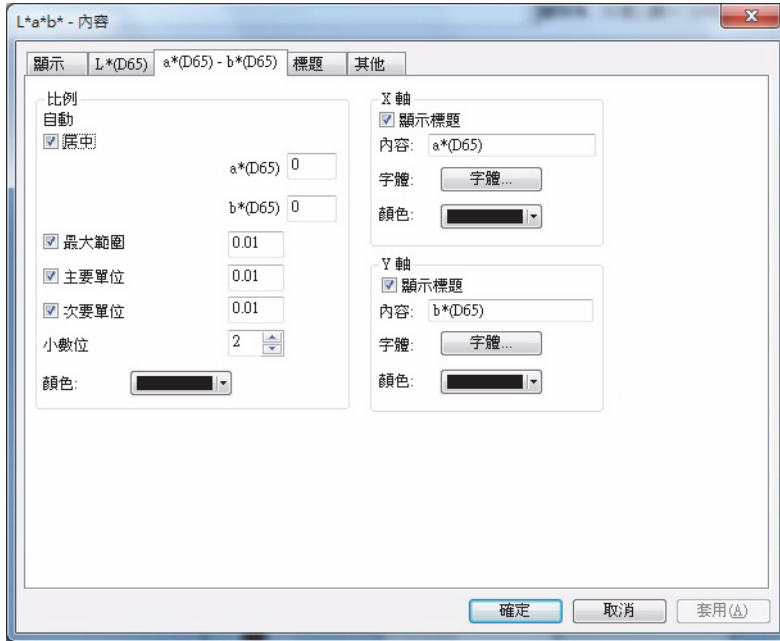 L*a*b* - 內容
顯示 L*(D65) a*(D65) - b*(D65) 標題 其他
比例
自動
居中
a*(D65) 0
b*(D65) 0
最大範圍 0.01
主要單位 0.01
次要單位 0.01
小數位 2
顏色:
X 軸
顯示標題
內容: a*(D65)
字體: 字體...
顏色:
Y 軸
顯示標題
內容: b*(D65)
字體: 字體...
顏色:
確定 取消 套用(A)